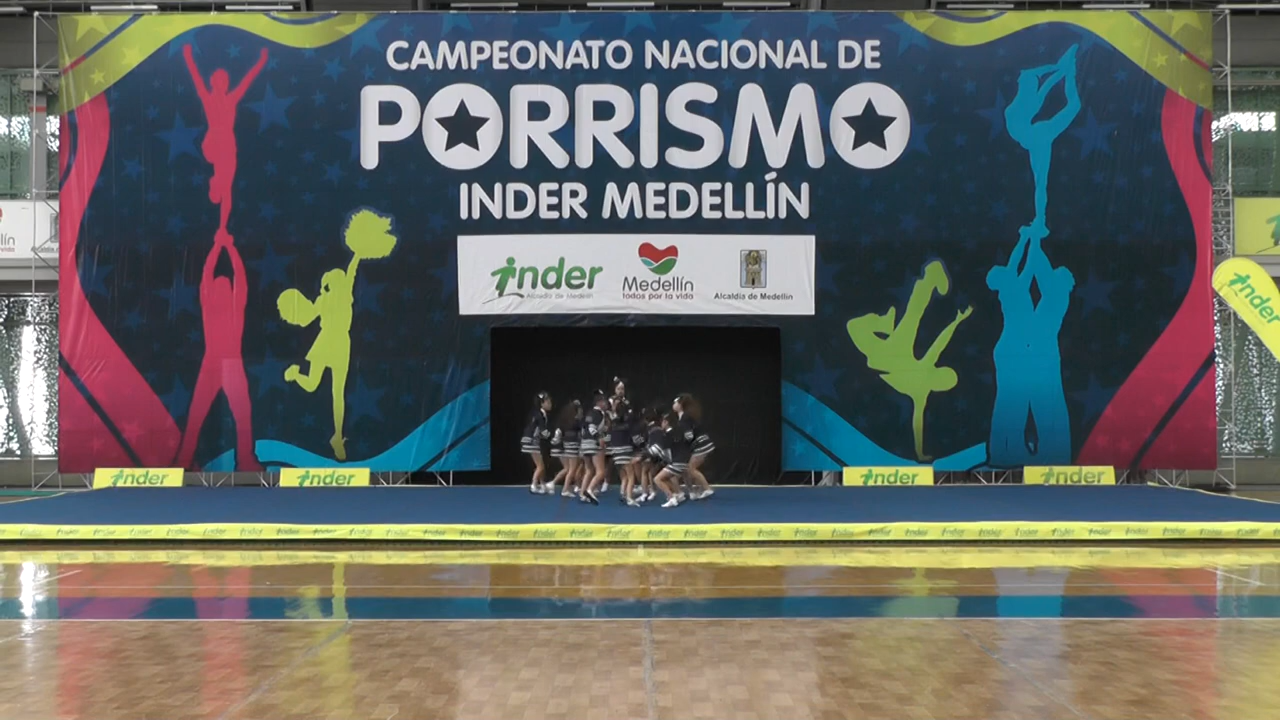 CAMPEONATO NACIONAL DE
PORRISMO
INDER MEDELLÍN
inder
Alcaldía de Medellín
Medellín
todos por la vida
Alcaldía de Medellín
inder
inder
inder
inder
inder